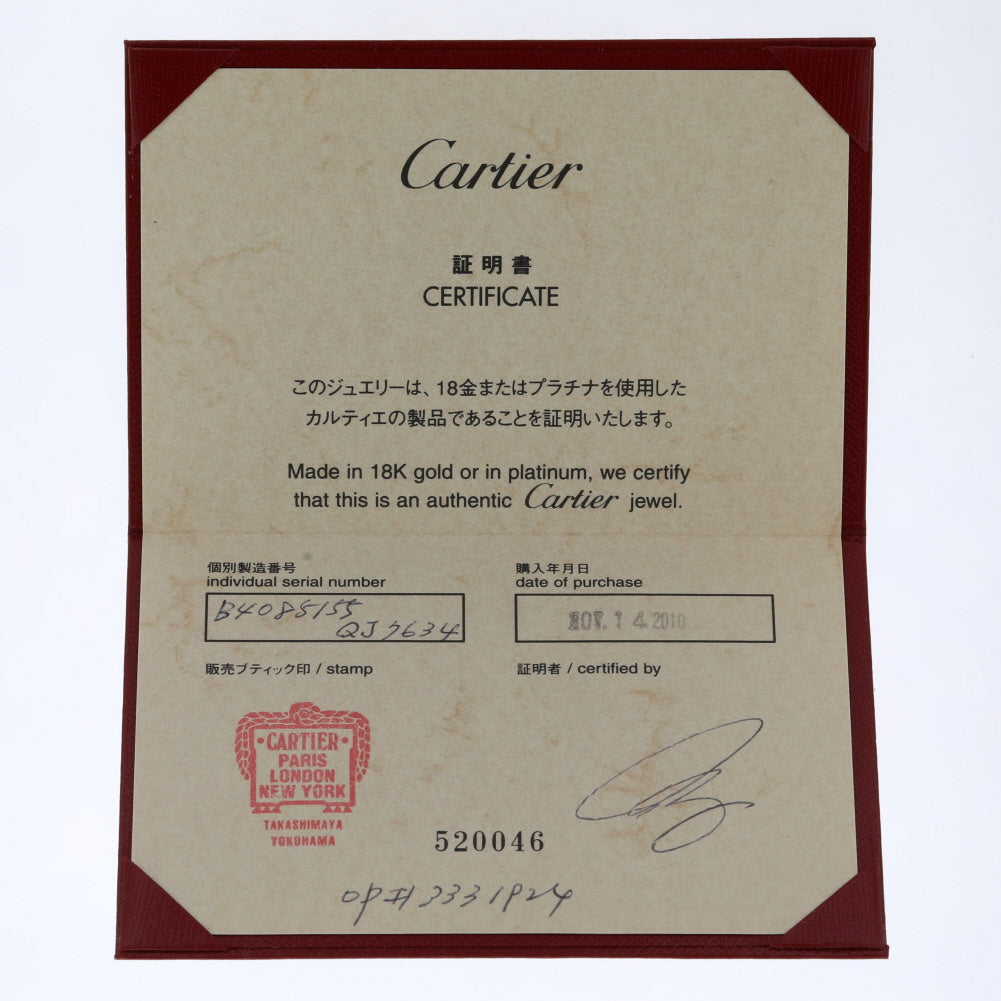 Cartier
証明書
CERTIFICATE
このジュエリーは、18金またはプラチナを使用した
カルティエの製品であることを証明いたします。
Made in 18K gold or in platinum, we certify
that this is an authentic Cartier jewel.
個別製造番号
individual serial number
B4085155
QJ7634
購入年月日
date of purchase
NOV. 14. 2010
販売ブティック印 / stamp
証明者 / certified by
·CARTIER·
PARIS
LONDON
NEW YORK
TAKASHIMAYA
YOKOHAMA
520046
OP# 3331924